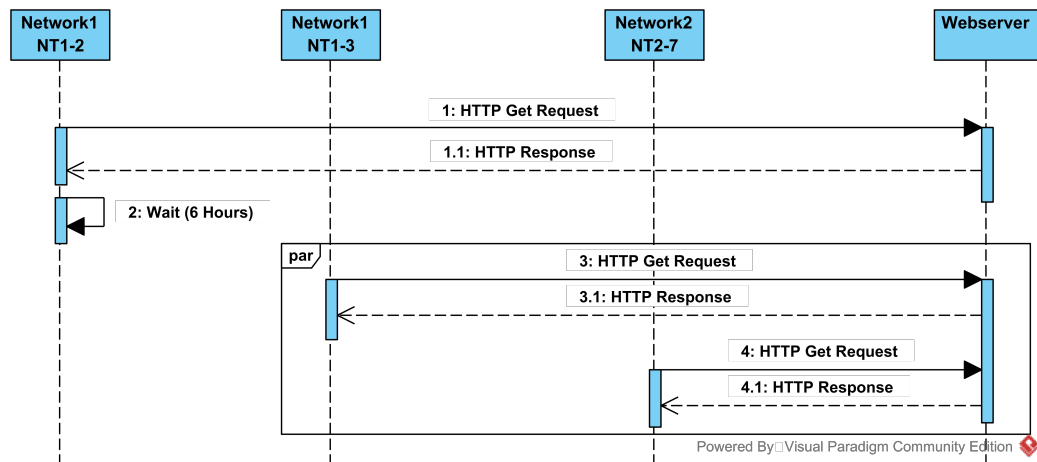 Network1
NT1-2
Network1
NT1-3
Network2
NT2-7
Webserver
1: HTTP Get Request
1.1: HTTP Response
2: Wait (6 Hours)
par
3: HTTP Get Request
3.1: HTTP Response
4: HTTP Get Request
4.1: HTTP Response
Powered By□Visual Paradigm Community Edition